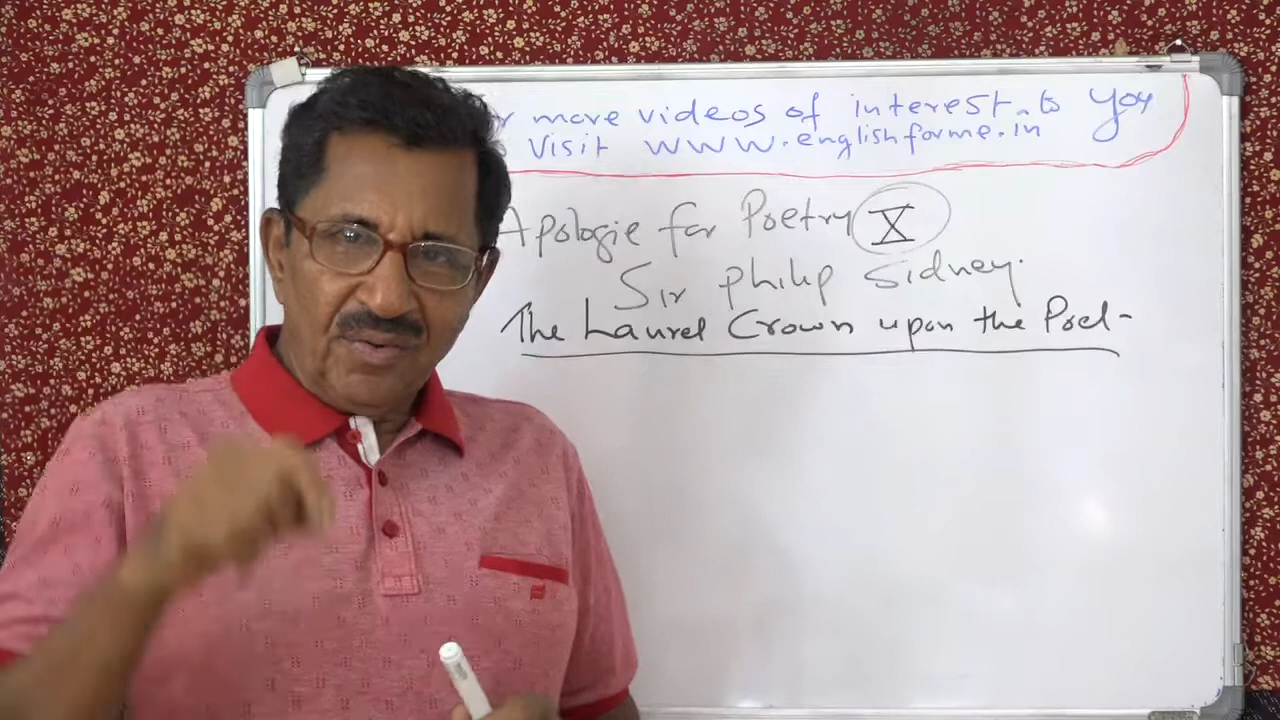 more videos of interest to you
Visit www.englishforme.in
Apologie for Poetry X
Sir Philip Sidney.
The Laurel Crown upon the Poet-